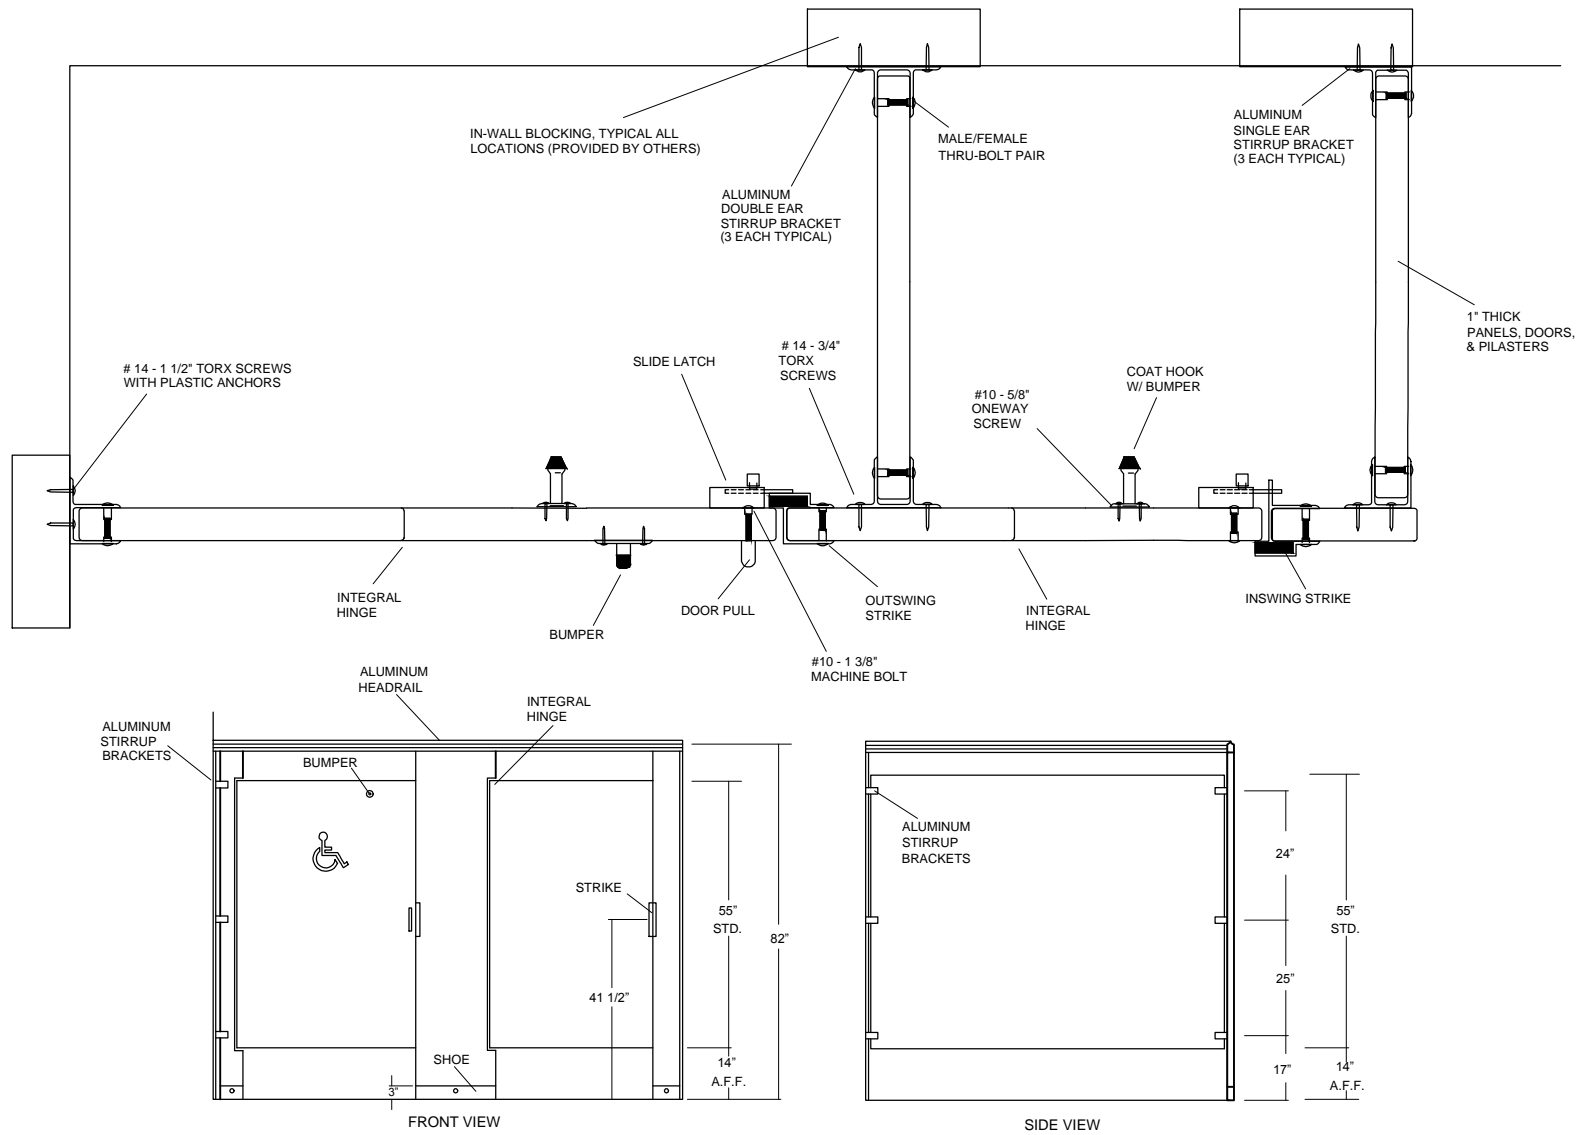 IN-WALL BLOCKING, TYPICAL ALL
LOCATIONS (PROVIDED BY OTHERS)
MALE/FEMALE
THRU-BOLT PAIR
ALUMINUM
SINGLE EAR
STIRRUP BRACKET
(3 EACH TYPICAL)
ALUMINUM
DOUBLE EAR
STIRRUP BRACKET
(3 EACH TYPICAL)
1" THICK
PANELS, DOORS,
& PILASTERS
# 14 - 1 1/2" TORX SCREWS
WITH PLASTIC ANCHORS
SLIDE LATCH
# 14 - 3/4"
TORX
SCREWS
#10 - 5/8"
ONEWAY
SCREW
COAT HOOK
W/ BUMPER
INTEGRAL
HINGE
BUMPER
DOOR PULL
OUTSWING
STRIKE
INTEGRAL
HINGE
INSWING STRIKE
#10 - 1 3/8"
MACHINE BOLT
ALUMINUM
HEADRAIL
INTEGRAL
HINGE
ALUMINUM
STIRRUP
BRACKETS
BUMPER
STRIKE
55”
STD.
82”
41 1/2”
SHOE
14”
A.F.F.
3”
FRONT VIEW
ALUMINUM
STIRRUP
BRACKETS
24”
55”
STD.
25”
17”
14”
A.F.F.
SIDE VIEW